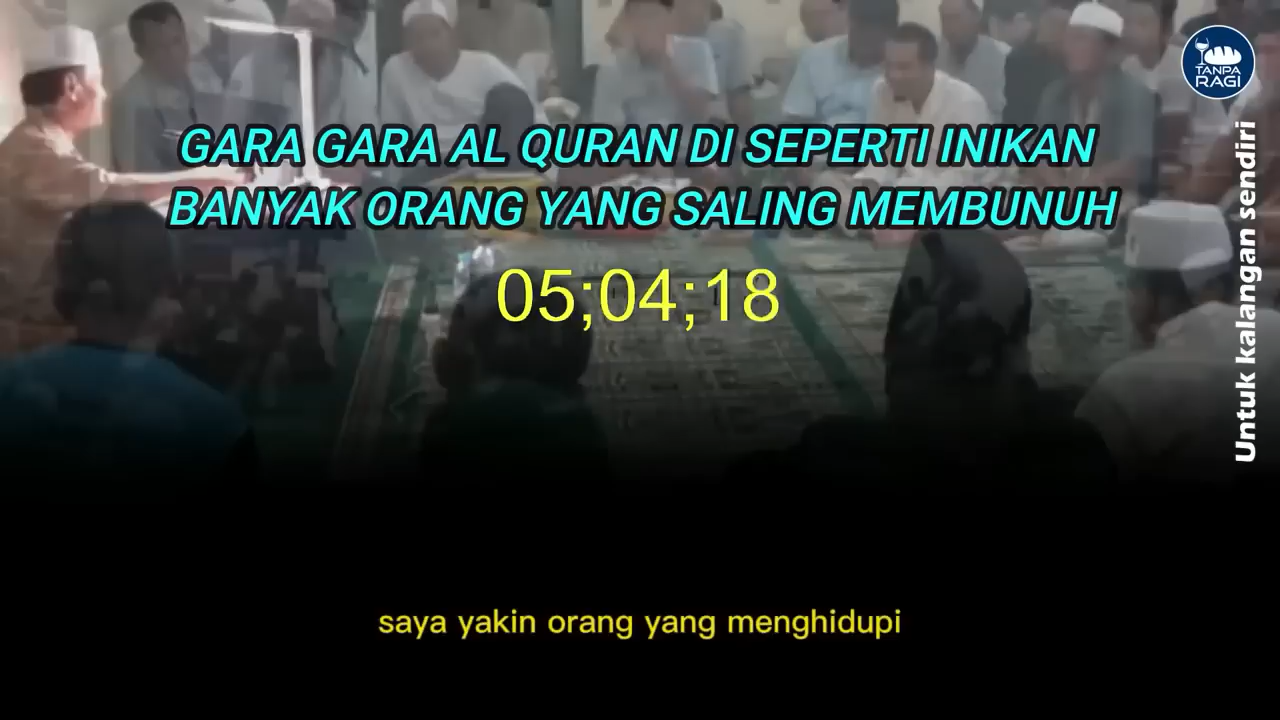 TANPA
RAGI
GARA GARA AL QURAN DI SEPERTI INIKAN
BANYAK ORANG YANG SALING MEMBUNUH
05;04;18
Untuk kalangan sendiri
saya yakin orang yang menghidupi